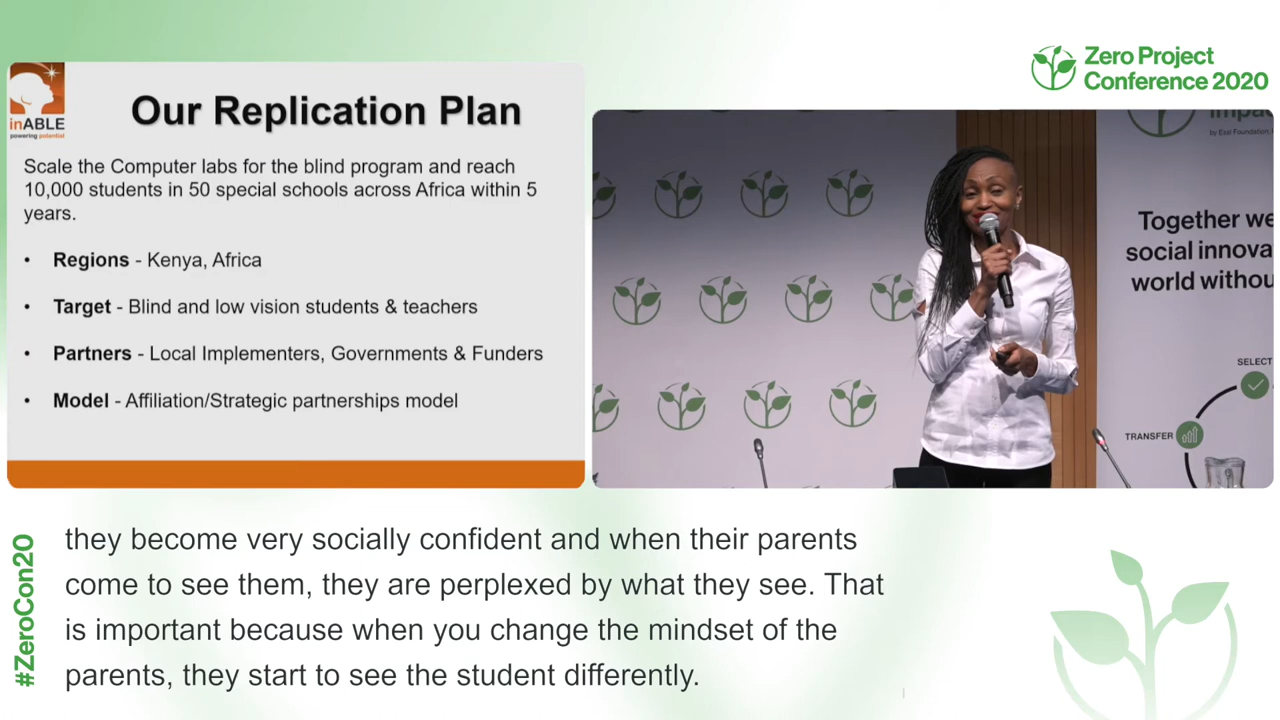 Zero Project
Conference 2020
inABLE
powering potential
Our Replication Plan
Scale the Computer labs for the blind program and reach
10,000 students in 50 special schools across Africa within 5
years.
• Regions - Kenya, Africa
• Target - Blind and low vision students & teachers
• Partners - Local Implementers, Governments & Funders
• Model - Affiliation/Strategic partnerships model
by Essl Foundation,
Together we
social innova
world withou
SELECT
TRANSFER
#ZeroCon20
they become very socially confident and when their parents
come to see them, they are perplexed by what they see. That
is important because when you change the mindset of the
parents, they start to see the student differently.